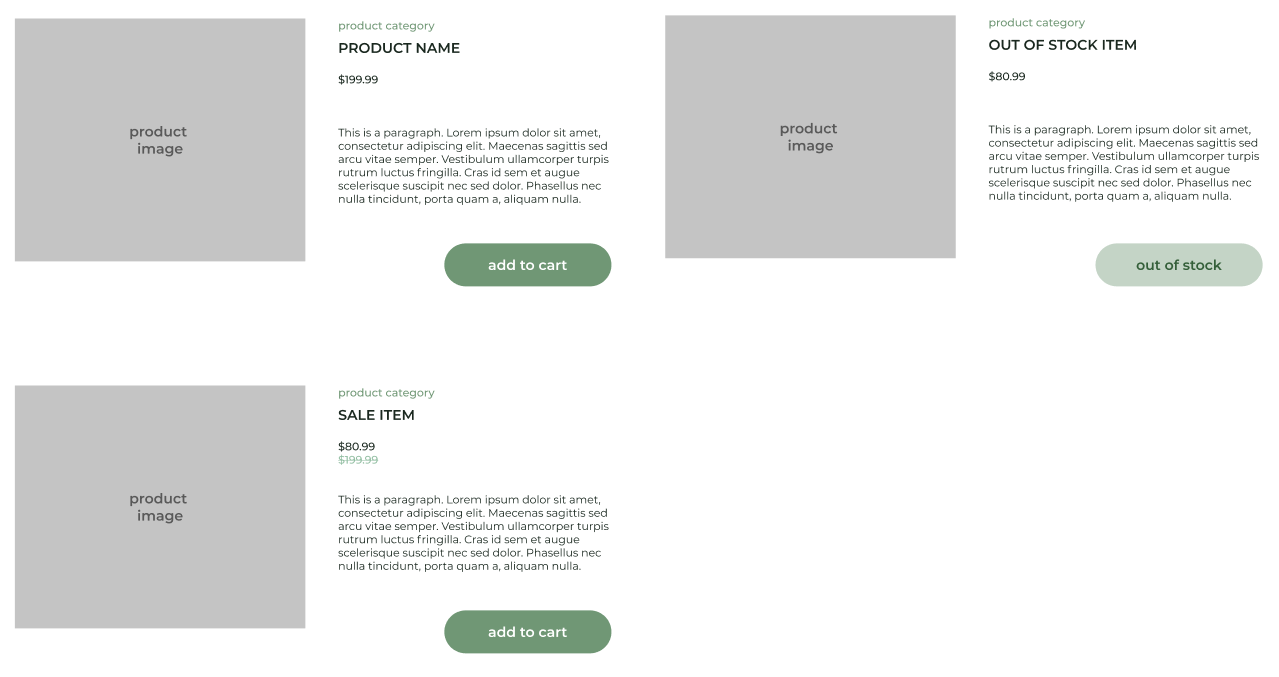 product
image
product category
PRODUCT NAME
$199.99
This is a paragraph. Lorem ipsum dolor sit amet,
consectetur adipiscing elit. Maecenas sagittis sed
arcu vitae semper. Vestibulum ullamcorper turpis
rutrum luctus fringilla. Cras id sem et augue
scelerisque suscipit nec sed dolor. Phasellus nec
nulla tincidunt, porta quam a, aliquam nulla.
add to cart
product
image
product category
OUT OF STOCK ITEM
$80.99
This is a paragraph. Lorem ipsum dolor sit amet,
consectetur adipiscing elit. Maecenas sagittis sed
arcu vitae semper. Vestibulum ullamcorper turpis
rutrum luctus fringilla. Cras id sem et augue
scelerisque suscipit nec sed dolor. Phasellus nec
nulla tincidunt, porta quam a, aliquam nulla.
out of stock
product
image
product category
SALE ITEM
$80.99
$199.99
This is a paragraph. Lorem ipsum dolor sit amet,
consectetur adipiscing elit. Maecenas sagittis sed
arcu vitae semper. Vestibulum ullamcorper turpis
rutrum luctus fringilla. Cras id sem et augue
scelerisque suscipit nec sed dolor. Phasellus nec
nulla tincidunt, porta quam a, aliquam nulla.
add to cart